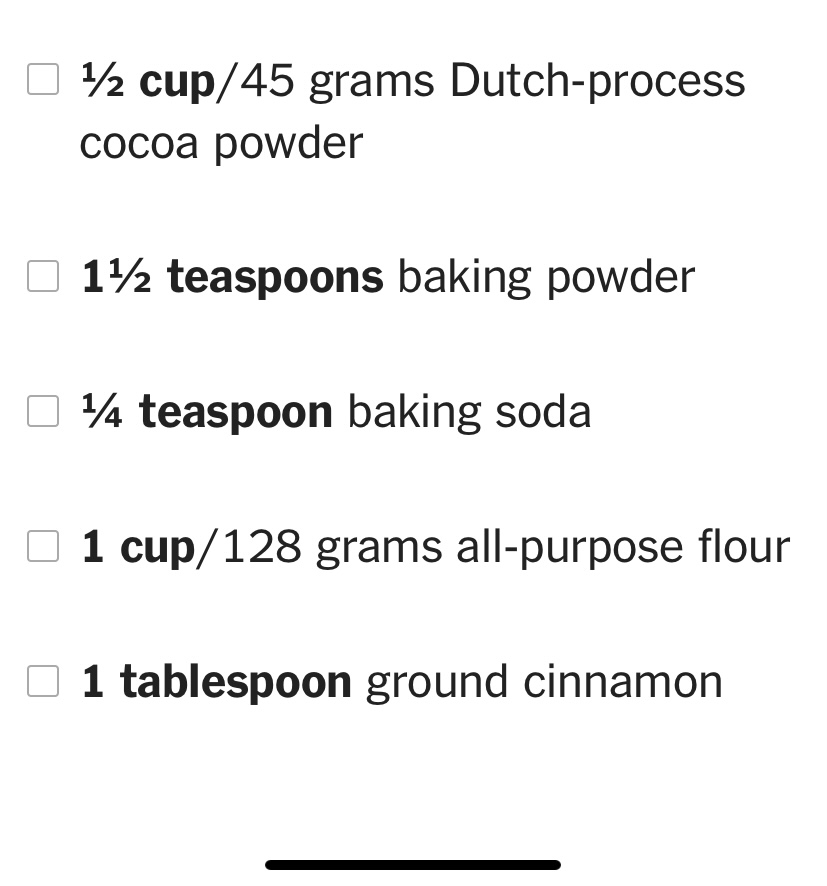 ½ cup/45 grams Dutch-process
cocoa powder
1½ teaspoons baking powder
¼ teaspoon baking soda
1 cup/128 grams all-purpose flour
1 tablespoon ground cinnamon